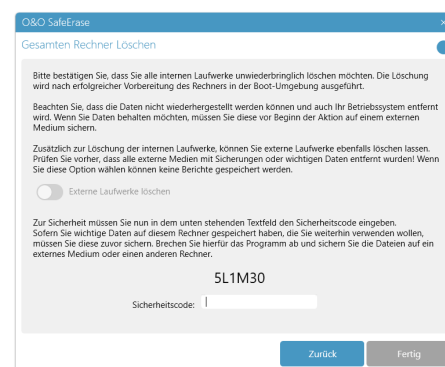 O&O SafeErase
Gesamten Rechner Löschen
Bitte bestätigen Sie, dass Sie alle internen Laufwerke unwiederbringlich löschen möchten. Die Löschung
wird nach erfolgreicher Vorbereitung des Rechners in der Boot-Umgebung ausgeführt.
Beachten Sie, dass die Daten nicht wiederhergestellt werden können und auch Ihr Betriebssystem entfernt
wird. Wenn Sie Daten behalten möchten, müssen Sie diese vor Beginn der Aktion auf einem externen
Medium sichern.
Zusätzlich zur Löschung der internen Laufwerke, können Sie externe Laufwerke ebenfalls löschen lassen.
Prüfen Sie vorher, dass alle externe Medien mit Sicherungen oder wichtigen Daten entfernt wurden! Wenn
Sie diese Option wählen können keine Berichte gespeichert werden.
Externe Laufwerke löschen
Zur Sicherheit müssen Sie nun in dem unten stehenden Textfeld den Sicherheitscode eingeben.
Sofern Sie wichtige Daten auf diesem Rechner gespeichert haben, die Sie weiterhin verwenden wollen,
müssen Sie diese zuvor sichern. Brechen Sie hierfür das Programm ab und sichern Sie die Dateien auf ein
externes Medium oder einen anderen Rechner.
5L1M30
Sicherheitscode:
Zurück
Fertig